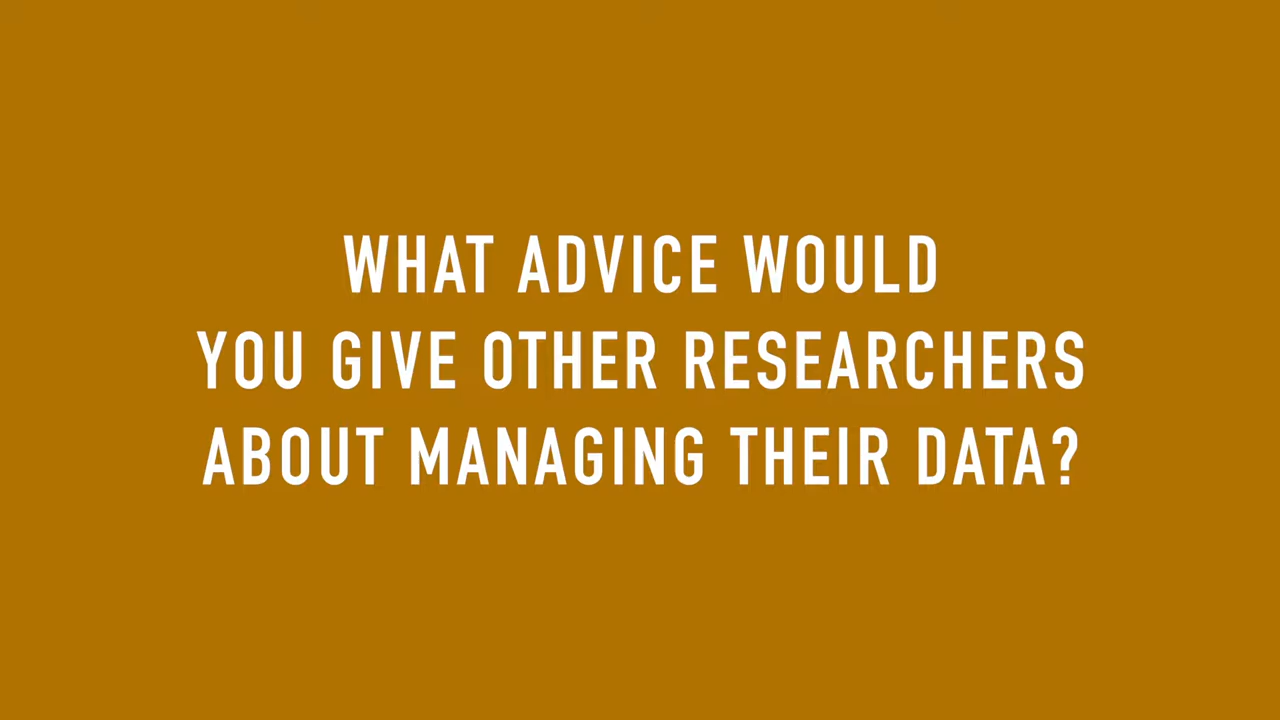 WHAT ADVICE WOULD
YOU GIVE OTHER RESEARCHERS
ABOUT MANAGING THEIR DATA?